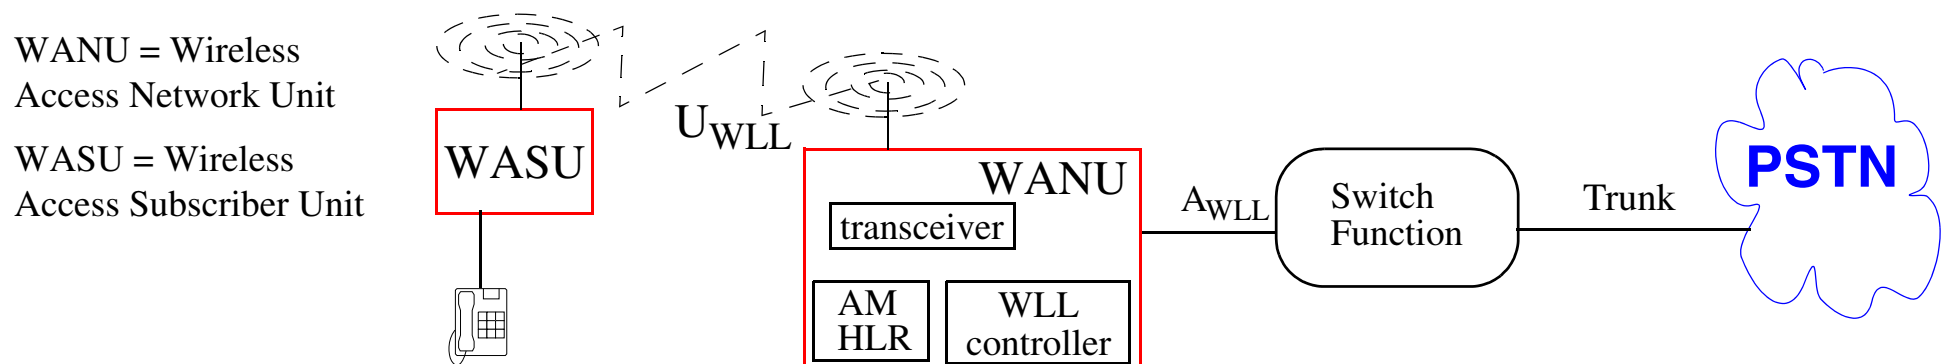 WANU = Wireless
Access Network Unit
WASU = Wireless
Access Subscriber Unit
WASU
UWLL
WANU
transceiver
AM
HLR
WLL
controller
AWLL
Switch
Function
Trunk
PSTN